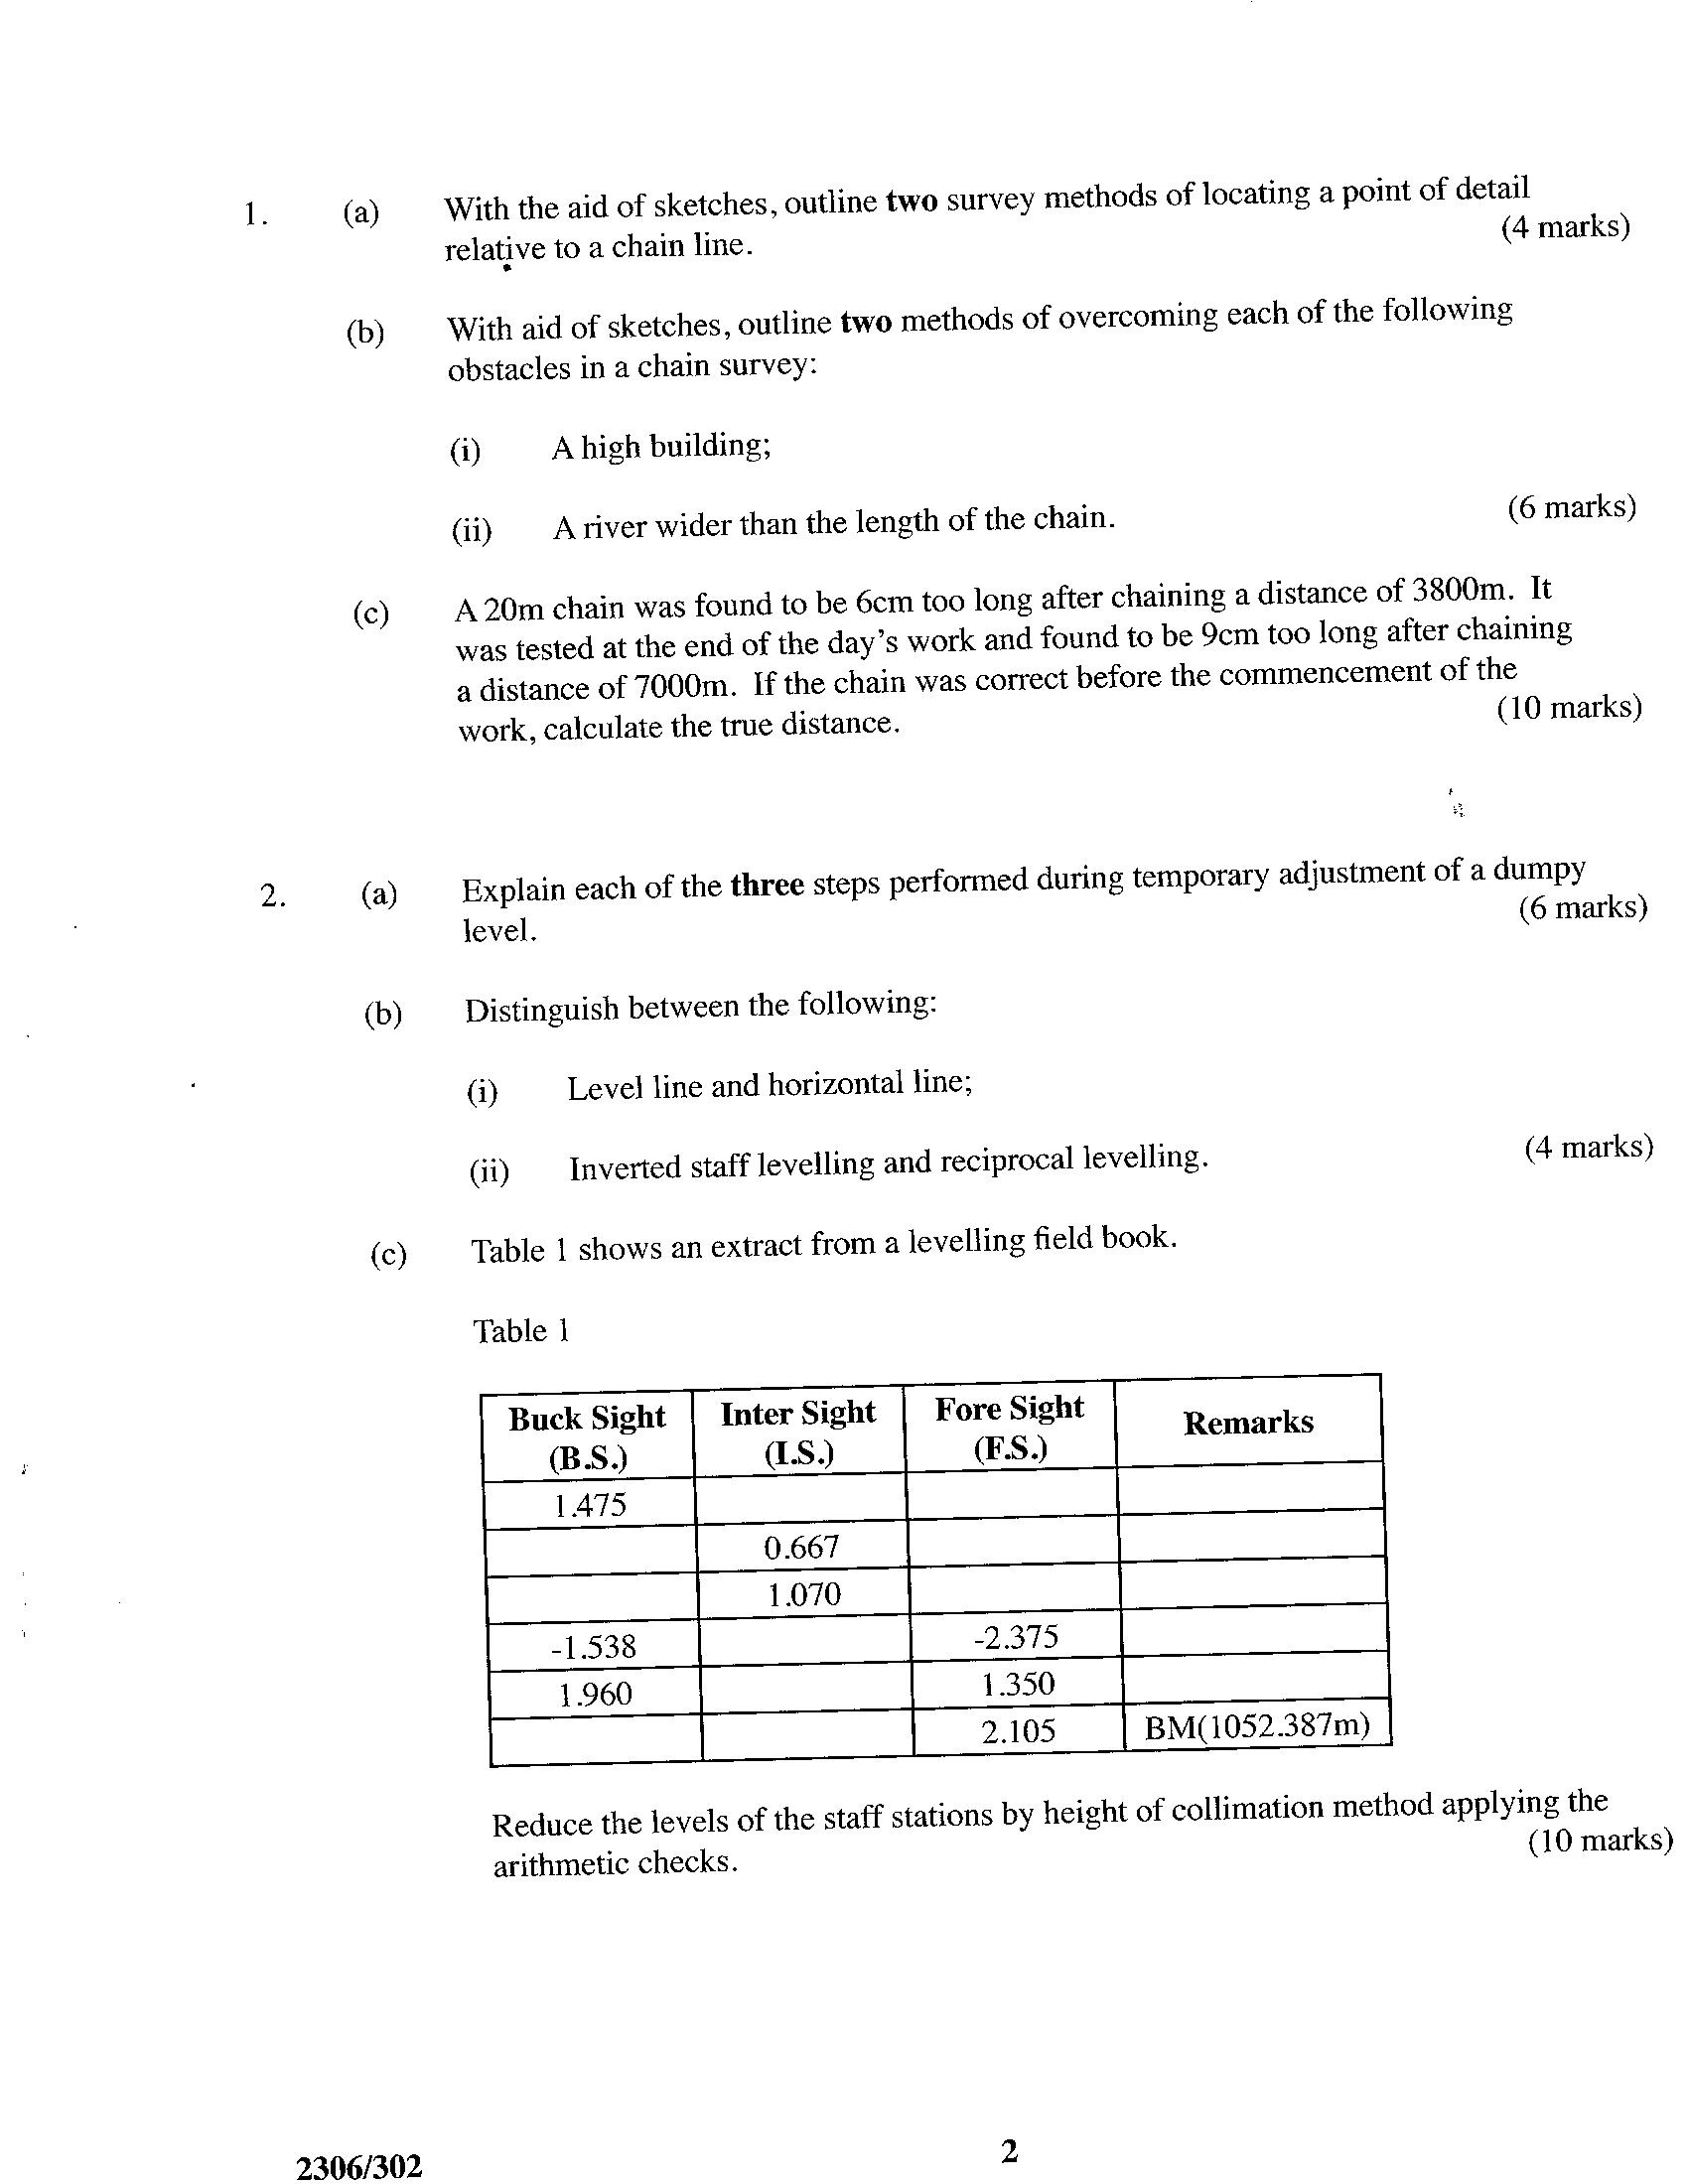 1. (a) With the aid of sketches, outline two survey methods of locating a point of detail
relative to a chain line. (4 marks)
(b) With aid of sketches, outline two methods of overcoming each of the following
obstacles in a chain survey:
(i) A high building;
(ii) A river wider than the length of the chain. (6 marks)
(c) A 20m chain was found to be 6cm too long after chaining a distance of 3800m. It
was tested at the end of the day's work and found to be 9cm too long after chaining
a distance of 7000m. If the chain was correct before the commencement of the
work, calculate the true distance. (10 marks)
2. (a) Explain each of the three steps performed during temporary adjustment of a dumpy
level. (6 marks)
(b) Distinguish between the following:
(i) Level line and horizontal line;
(ii) Inverted staff levelling and reciprocal levelling. (4 marks)
(c) Table 1 shows an extract from a levelling field book.
Table 1
Buck Sight (B.S.) Inter Sight (I.S.) Fore Sight (F.S.) Remarks
1.475
0.667
1.070
-1.538 -2.375
1.960 1.350
2.105 BM(1052.387m)
Reduce the levels of the staff stations by height of collimation method applying the
arithmetic checks. (10 marks)
2306/302 2